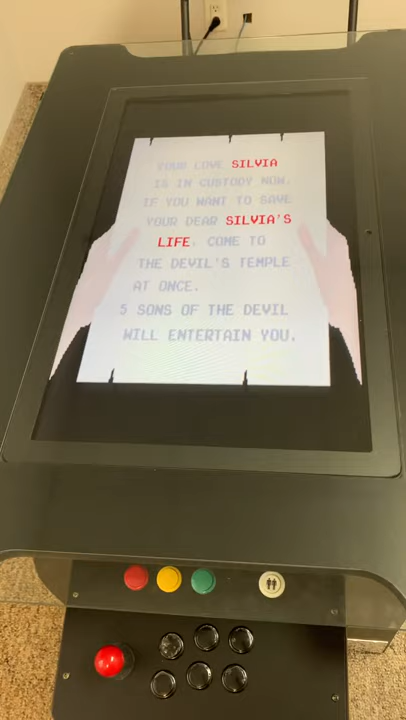 YOUR LOVE SILVIA
IS IN CUSTODY NOW.
IF YOU WANT TO SAVE
YOUR DEAR SILVIA'S
LIFE, COME TO
THE DEVIL'S TEMPLE
AT ONCE.
5 SONS OF THE DEVIL
WILL ENTERTAIN YOU.